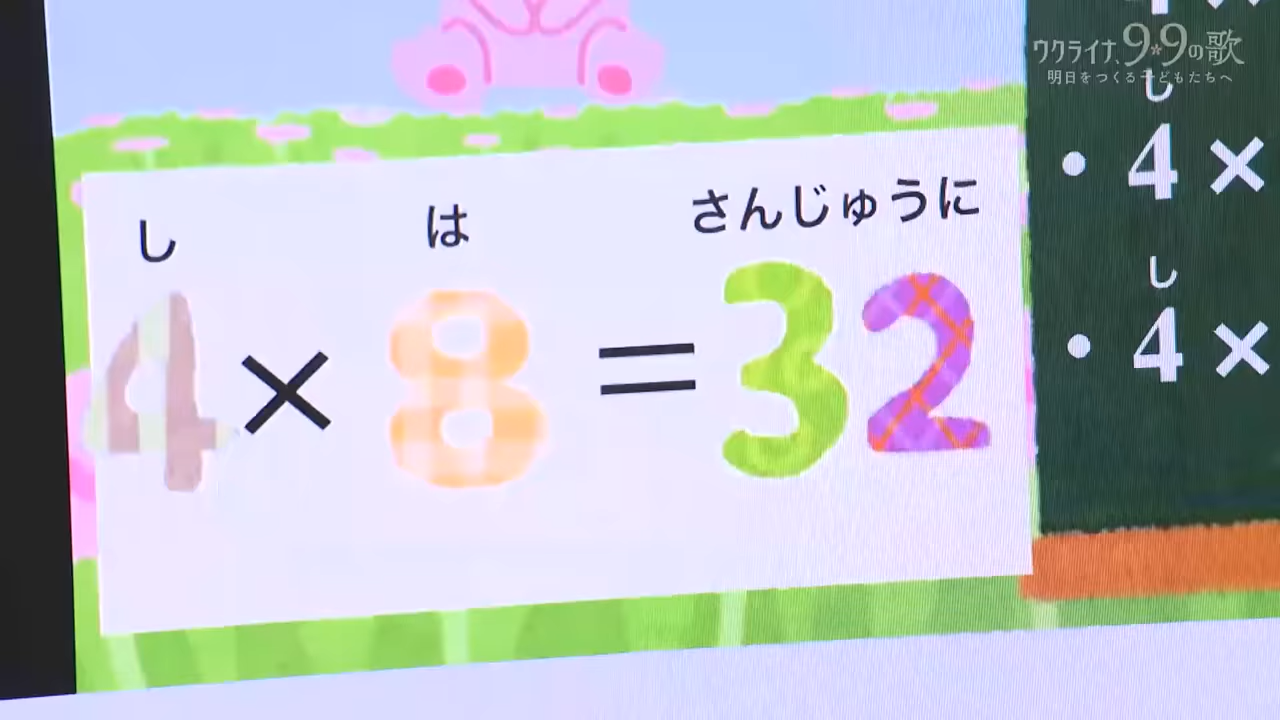 ウクライナ、9*9の歌
明日をつくる子どもたちへ
し は さんじゅうに
4 × 8 = 32
し
・4×
し
・4×